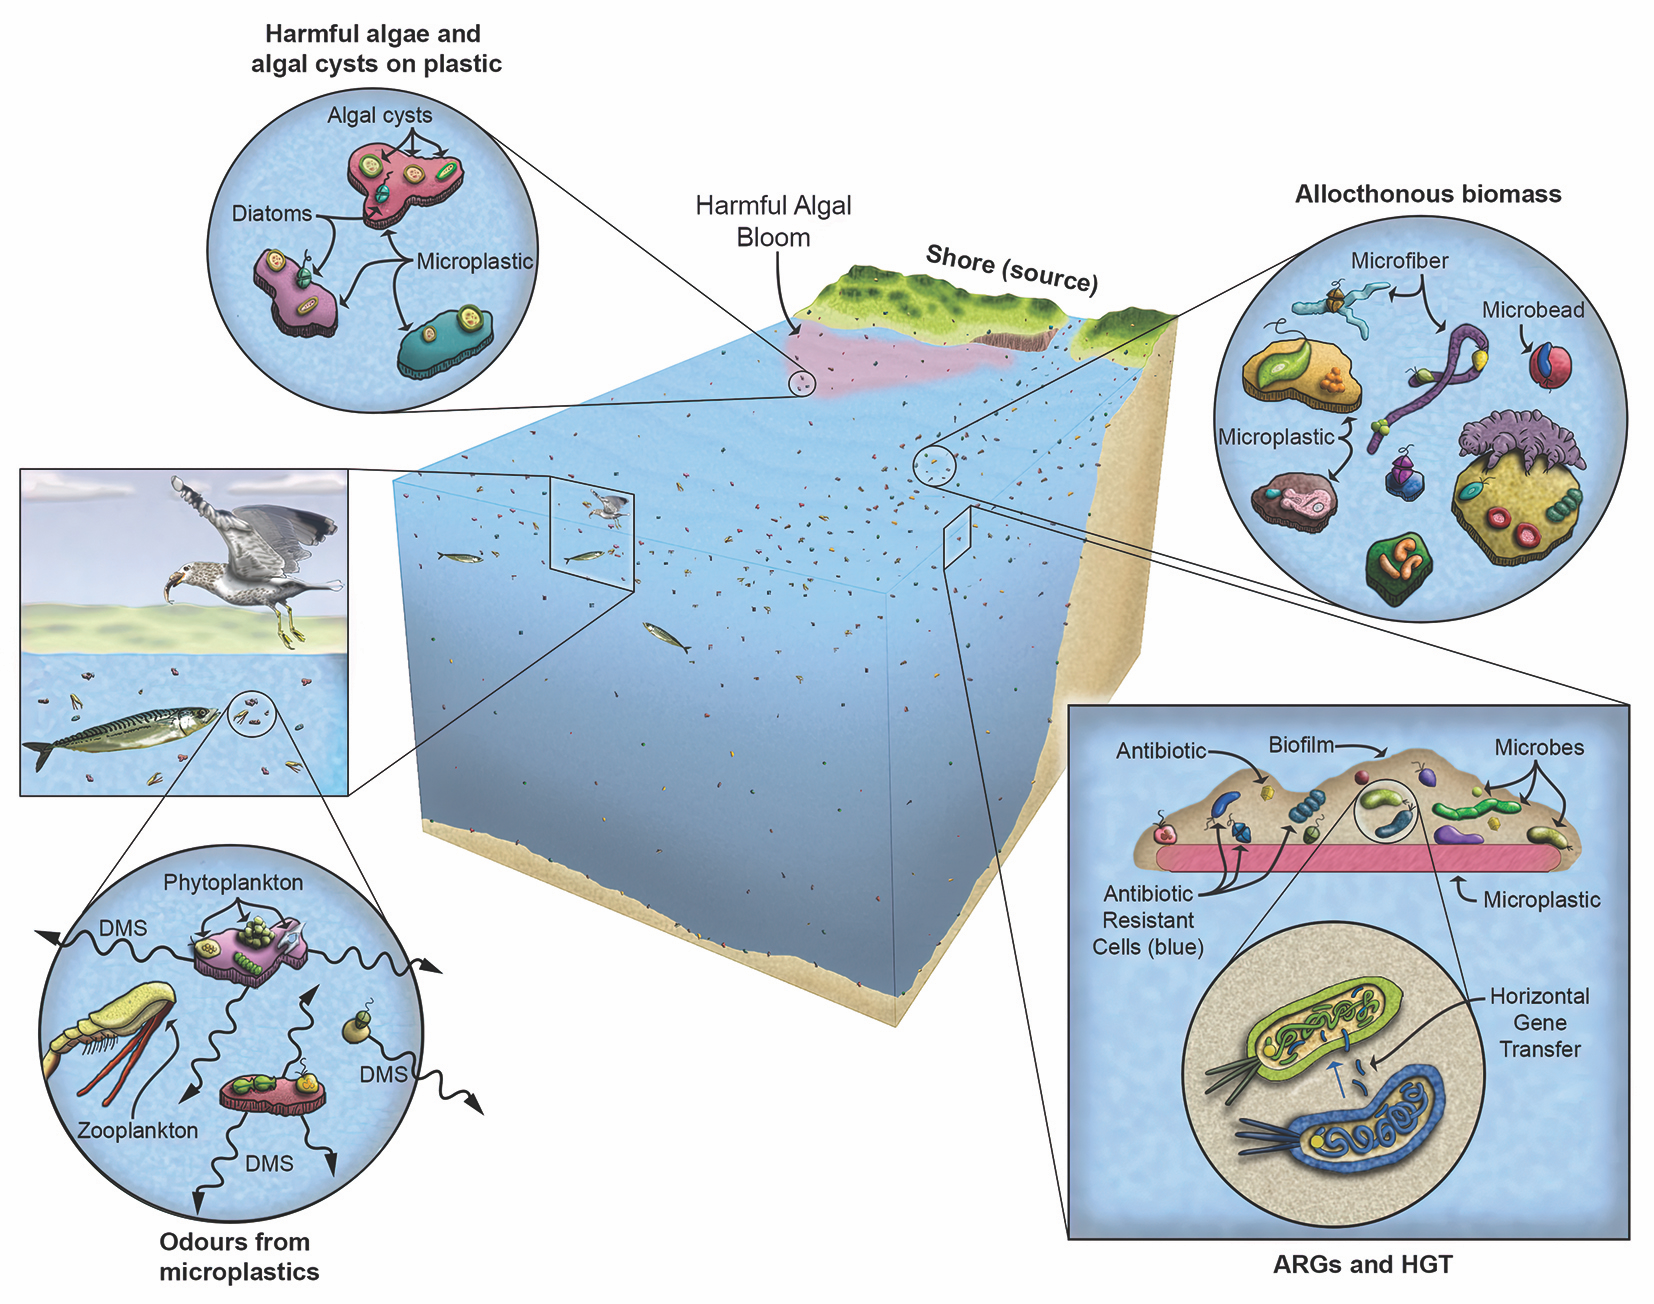 Harmful algae and
algal cysts on plastic
Algal cysts
Diatoms
Microplastic
Harmful Algal
Bloom
Shore (source)
Allocthonous biomass
Microfiber
Microbead
Microplastic
Phytoplankton
DMS
DMS
Zooplankton
DMS
Odours from
microplastics
Antibiotic
Biofilm
Microbes
Antibiotic
Resistant
Cells (blue)
Microplastic
Horizontal
Gene
Transfer
ARGs and HGT